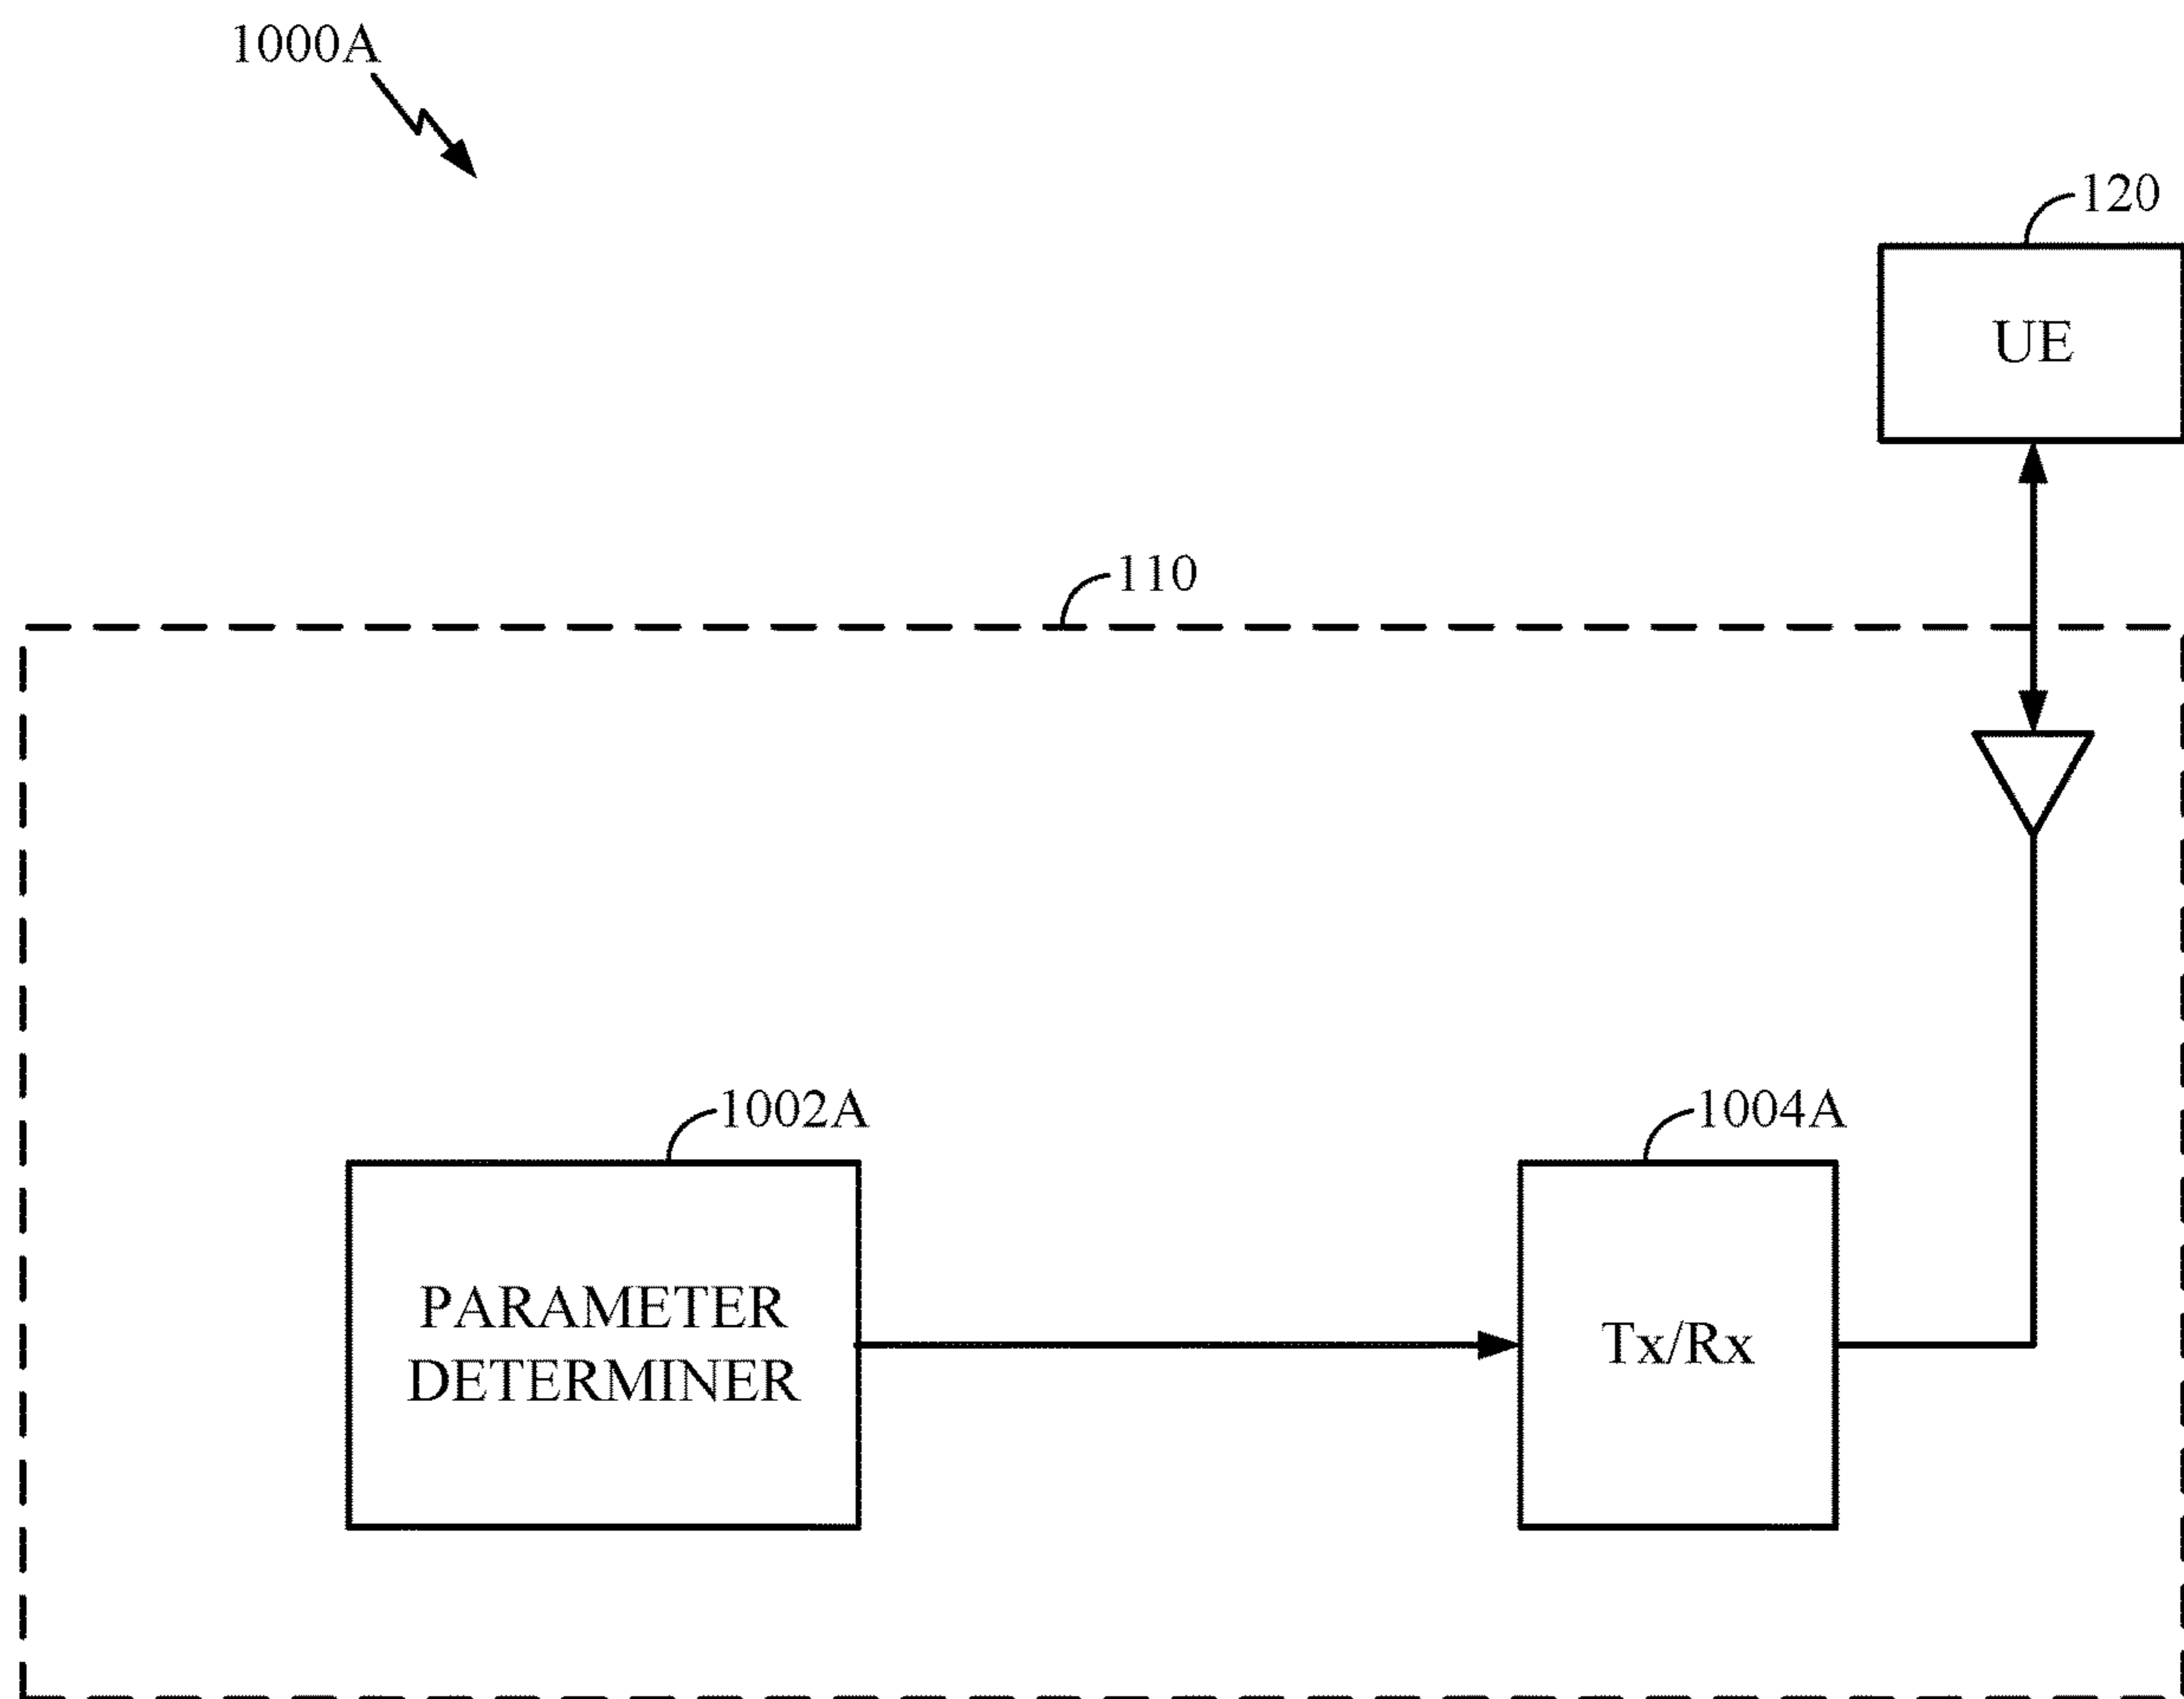 1000A
120
UE
110
1002A
1004A
PARAMETER
DETERMINER
Tx/Rx